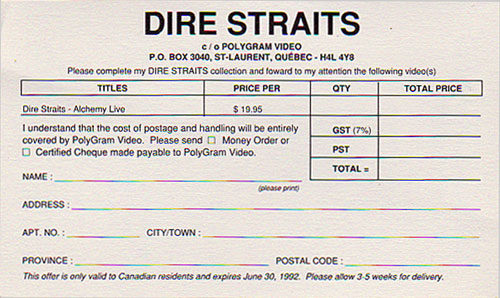 DIRE STRAITS
c / o POLYGRAM VIDEO
P.O. BOX 3040, ST-LAURENT, QUÉBEC - H4L 4Y8
Please complete my DIRE STRAITS collection and foward to my attention the following video(s)
TITLES PRICE PER QTY TOTAL PRICE
Dire Straits - Alchemy Live $ 19.95
I understand that the cost of postage and handling will be entirely
covered by PolyGram Video. Please send □ Money Order or
□ Certified Choque made payable to PolyGram Video.
GST (7%)
PST
TOTAL =
NAME :
(please print)
ADDRESS :
APT. NO. : CITY/TOWN :
PROVINCE : POSTAL CODE :
This offer is only valid to Canadian residents and expires June 30, 1992. Please allow 3-5 weeks for delivery.